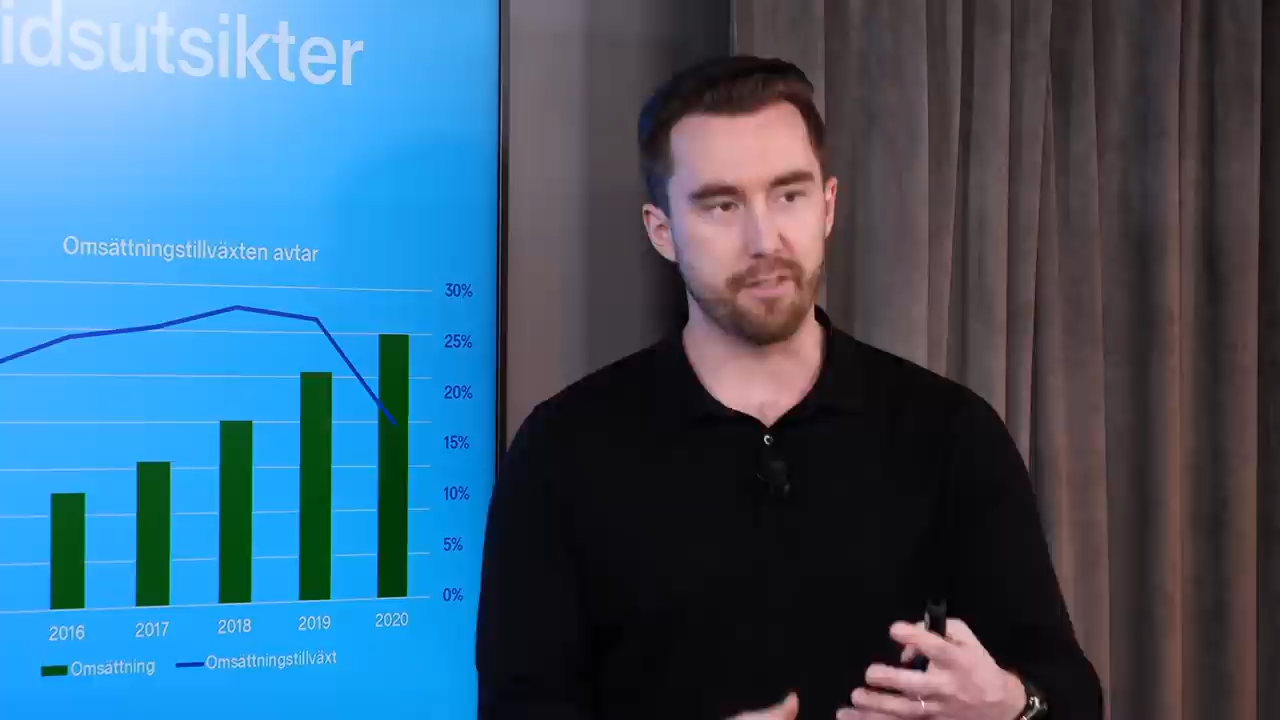 idsutsikter
Omsättningstillväxten avtar
30%
25%
20%
15%
10%
5%
0%
2016 2017 2018 2019 2020
Omsättning Omsättningstillväxt